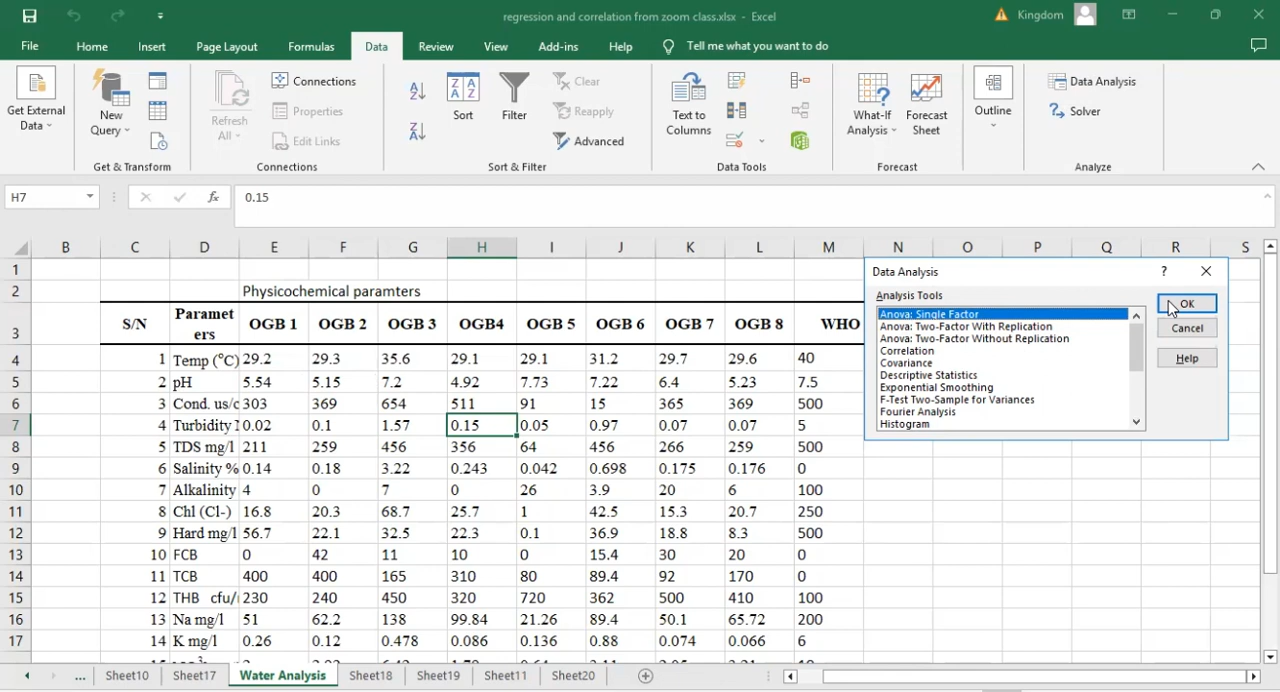 regression and correlation from zoom class.xlsx - Excel
Kingdom
File Home Insert Page Layout Formulas Data Review View Add-ins Help Tell me what you want to do
Get External Data
New Query
Get & Transform
Refresh All
Connections
Properties
Edit Links
Connections
Sort
Filter
Clear
Reapply
Advanced
Sort & Filter
Text to Columns
Data Tools
What-If Analysis
Forecast Sheet
Forecast
Outline
Data Analysis
Solver
Analyze
H7 fx 0.15
B C D E F G H I J K L M N O P Q R S
1
2 Physicochemical paramters
3 S/N Paramet ers OGB 1 OGB 2 OGB 3 OGB4 OGB 5 OGB 6 OGB 7 OGB 8 WHO
4 1 Temp (°C) 29.2 29.3 35.6 29.1 29.1 31.2 29.7 29.6 40
5 2 pH 5.54 5.15 7.2 4.92 7.73 7.22 6.4 5.23 7.5
6 3 Cond. us/c 303 369 654 511 91 15 365 369 500
7 4 Turbidity 0.02 0.1 1.57 0.15 0.05 0.97 0.07 0.07 5
8 5 TDS mg/l 211 259 456 356 64 456 266 259 500
9 6 Salinity % 0.14 0.18 3.22 0.243 0.042 0.698 0.175 0.176 0
10 7 Alkalinity 4 0 7 0 26 3.9 20 6 100
11 8 Chl (Cl-) 16.8 20.3 68.7 25.7 1 42.5 15.3 20.7 250
12 9 Hard mg/l 56.7 22.1 32.5 22.3 0.1 36.9 18.8 8.3 500
13 10 FCB 0 42 11 10 0 15.4 30 20 0
14 11 TCB 400 400 165 310 80 89.4 92 170 0
15 12 THB cfu/ 230 240 450 320 720 362 500 410 100
16 13 Na mg/l 51 62.2 138 99.84 21.26 89.4 50.1 65.72 200
17 14 K mg/l 0.26 0.12 0.478 0.086 0.136 0.88 0.074 0.066 6
Data Analysis ?
Analysis Tools
Anova: Single Factor
Anova: Two-Factor With Replication
Anova: Two-Factor Without Replication
Correlation
Covariance
Descriptive Statistics
Exponential Smoothing
F-Test Two-Sample for Variances
Fourier Analysis
Histogram
OK
Cancel
Help
... Sheet10 Sheet17 Water Analysis Sheet18 Sheet19 Sheet11 Sheet20